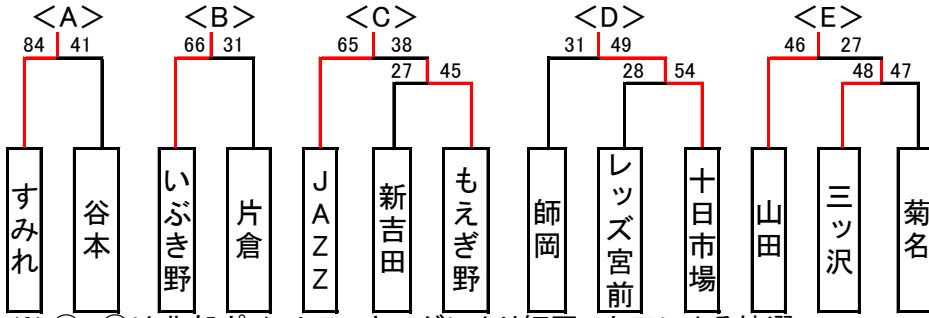 <A> <B> <C> <D> <E>
84 41 66 31 65 38 31 49 46 27
27 45 28 54 48 47
すみれ
谷本
いぶき野
片倉
JAZZ
新吉田
もえぎ野
師岡
レッズ宮前
十日市場
山田
三ッ沢
菊名